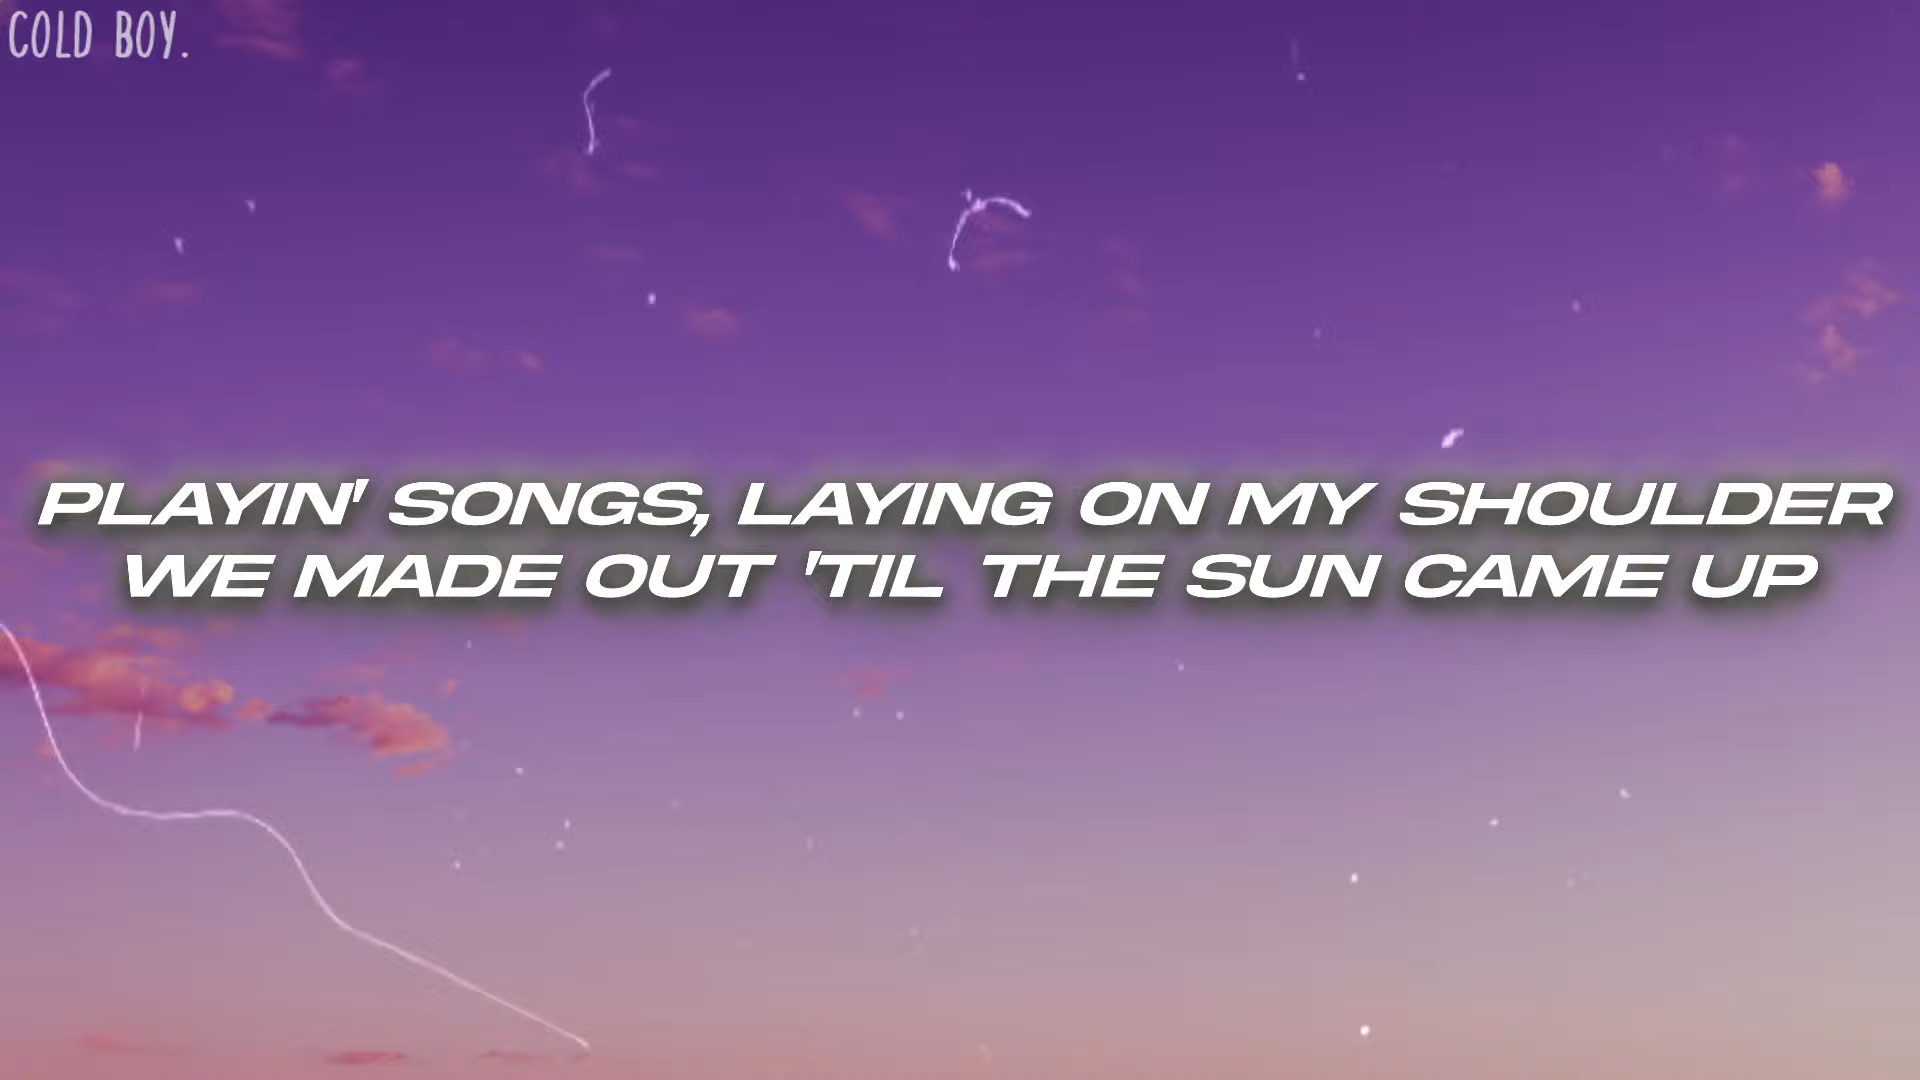 COLD BOY.
PLAYIN' SONGS, LAYING ON MY SHOULDER
WE MADE OUT 'TIL THE SUN CAME UP